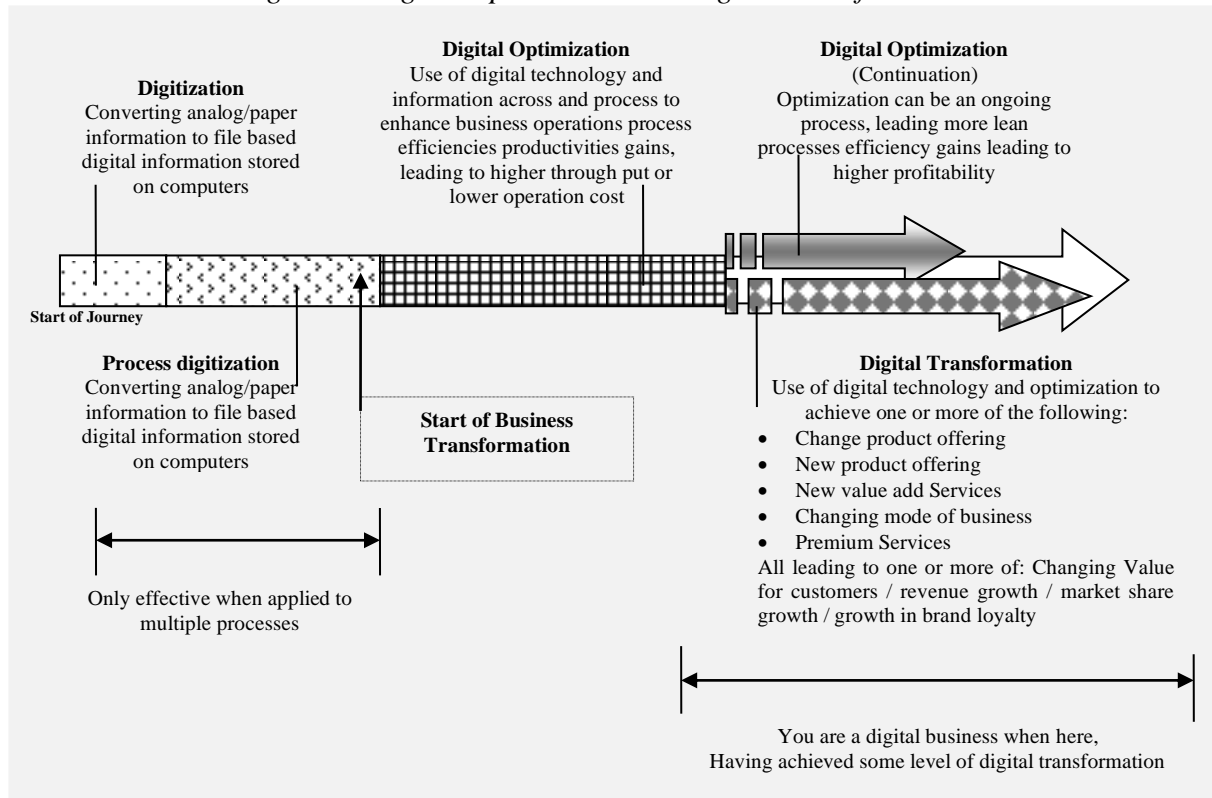 Digital Optimization
Use of digital technology and
information across and process to
enhance business operations process
efficiencies productivities gains,
leading to higher through put or
lower operation cost
Digital Optimization
(Continuation)
Optimization can be an ongoing
process, leading more lean
processes efficiency gains leading to
higher profitability
Digitization
Converting analog/paper
information to file based
digital information stored
on computers
Start of Journey
Process digitization
Converting analog/paper
information to file based
digital information stored
on computers
Start of Business
Transformation
Digital Transformation
Use of digital technology and optimization to
achieve one or more of the following:
• Change product offering
• New product offering
• New value add Services
• Changing mode of business
• Premium Services
All leading to one or more of: Changing Value
for customers / revenue growth / market share
growth / growth in brand loyalty
Only effective when applied to
multiple processes
You are a digital business when here,
Having achieved some level of digital transformation